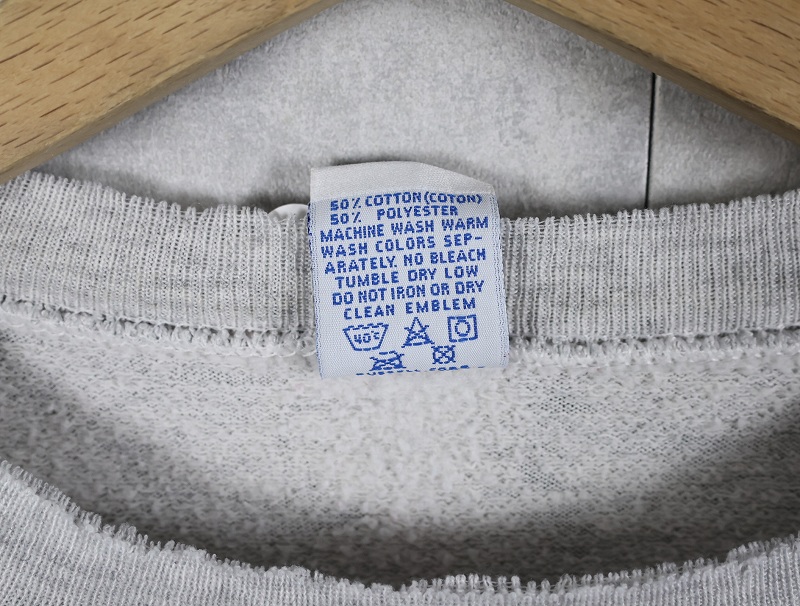 50% COTTON (COTON)
50% POLYESTER
MACHINE WASH WARM
WASH COLORS SEP-
ARATELY. NO BLEACH
TUMBLE DRY LOW
DO NOT IRON OR DRY
CLEAN EMBLEM
40°C